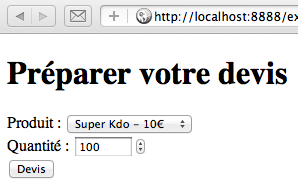 http://localhost:8888/ex
Préparer votre devis
Produit : Super Kdo – 10€
Quantité : 100
Devis